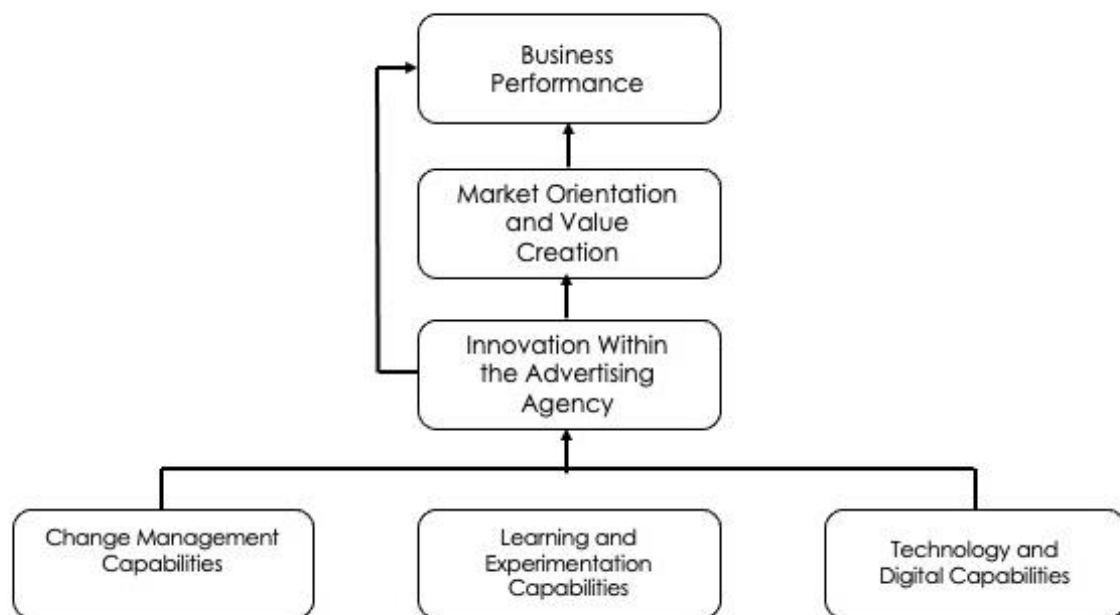 Business
Performance
Market Orientation
and Value
Creation
Innovation Within
the Advertising
Agency
Change Management
Capabilities
Learning and
Experimentation
Capabilities
Technology and
Digital Capabilities